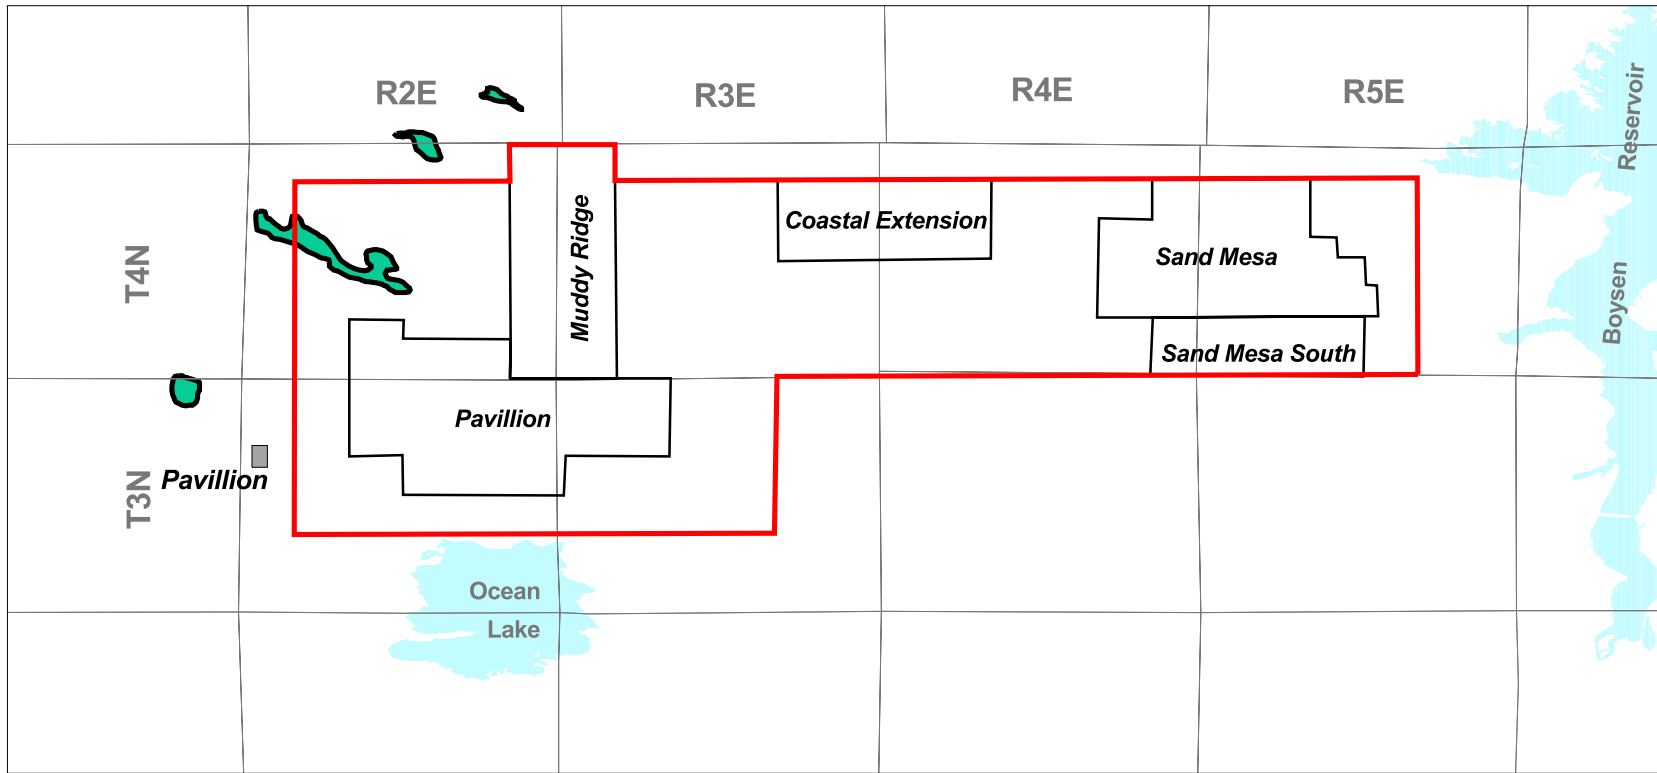 R2E
R3E
R4E
R5E
Reservoir
Boysen
T4N
T3N
Muddy Ridge
Coastal Extension
Sand Mesa
Sand Mesa South
Pavillion
Pavillion
Ocean
Lake